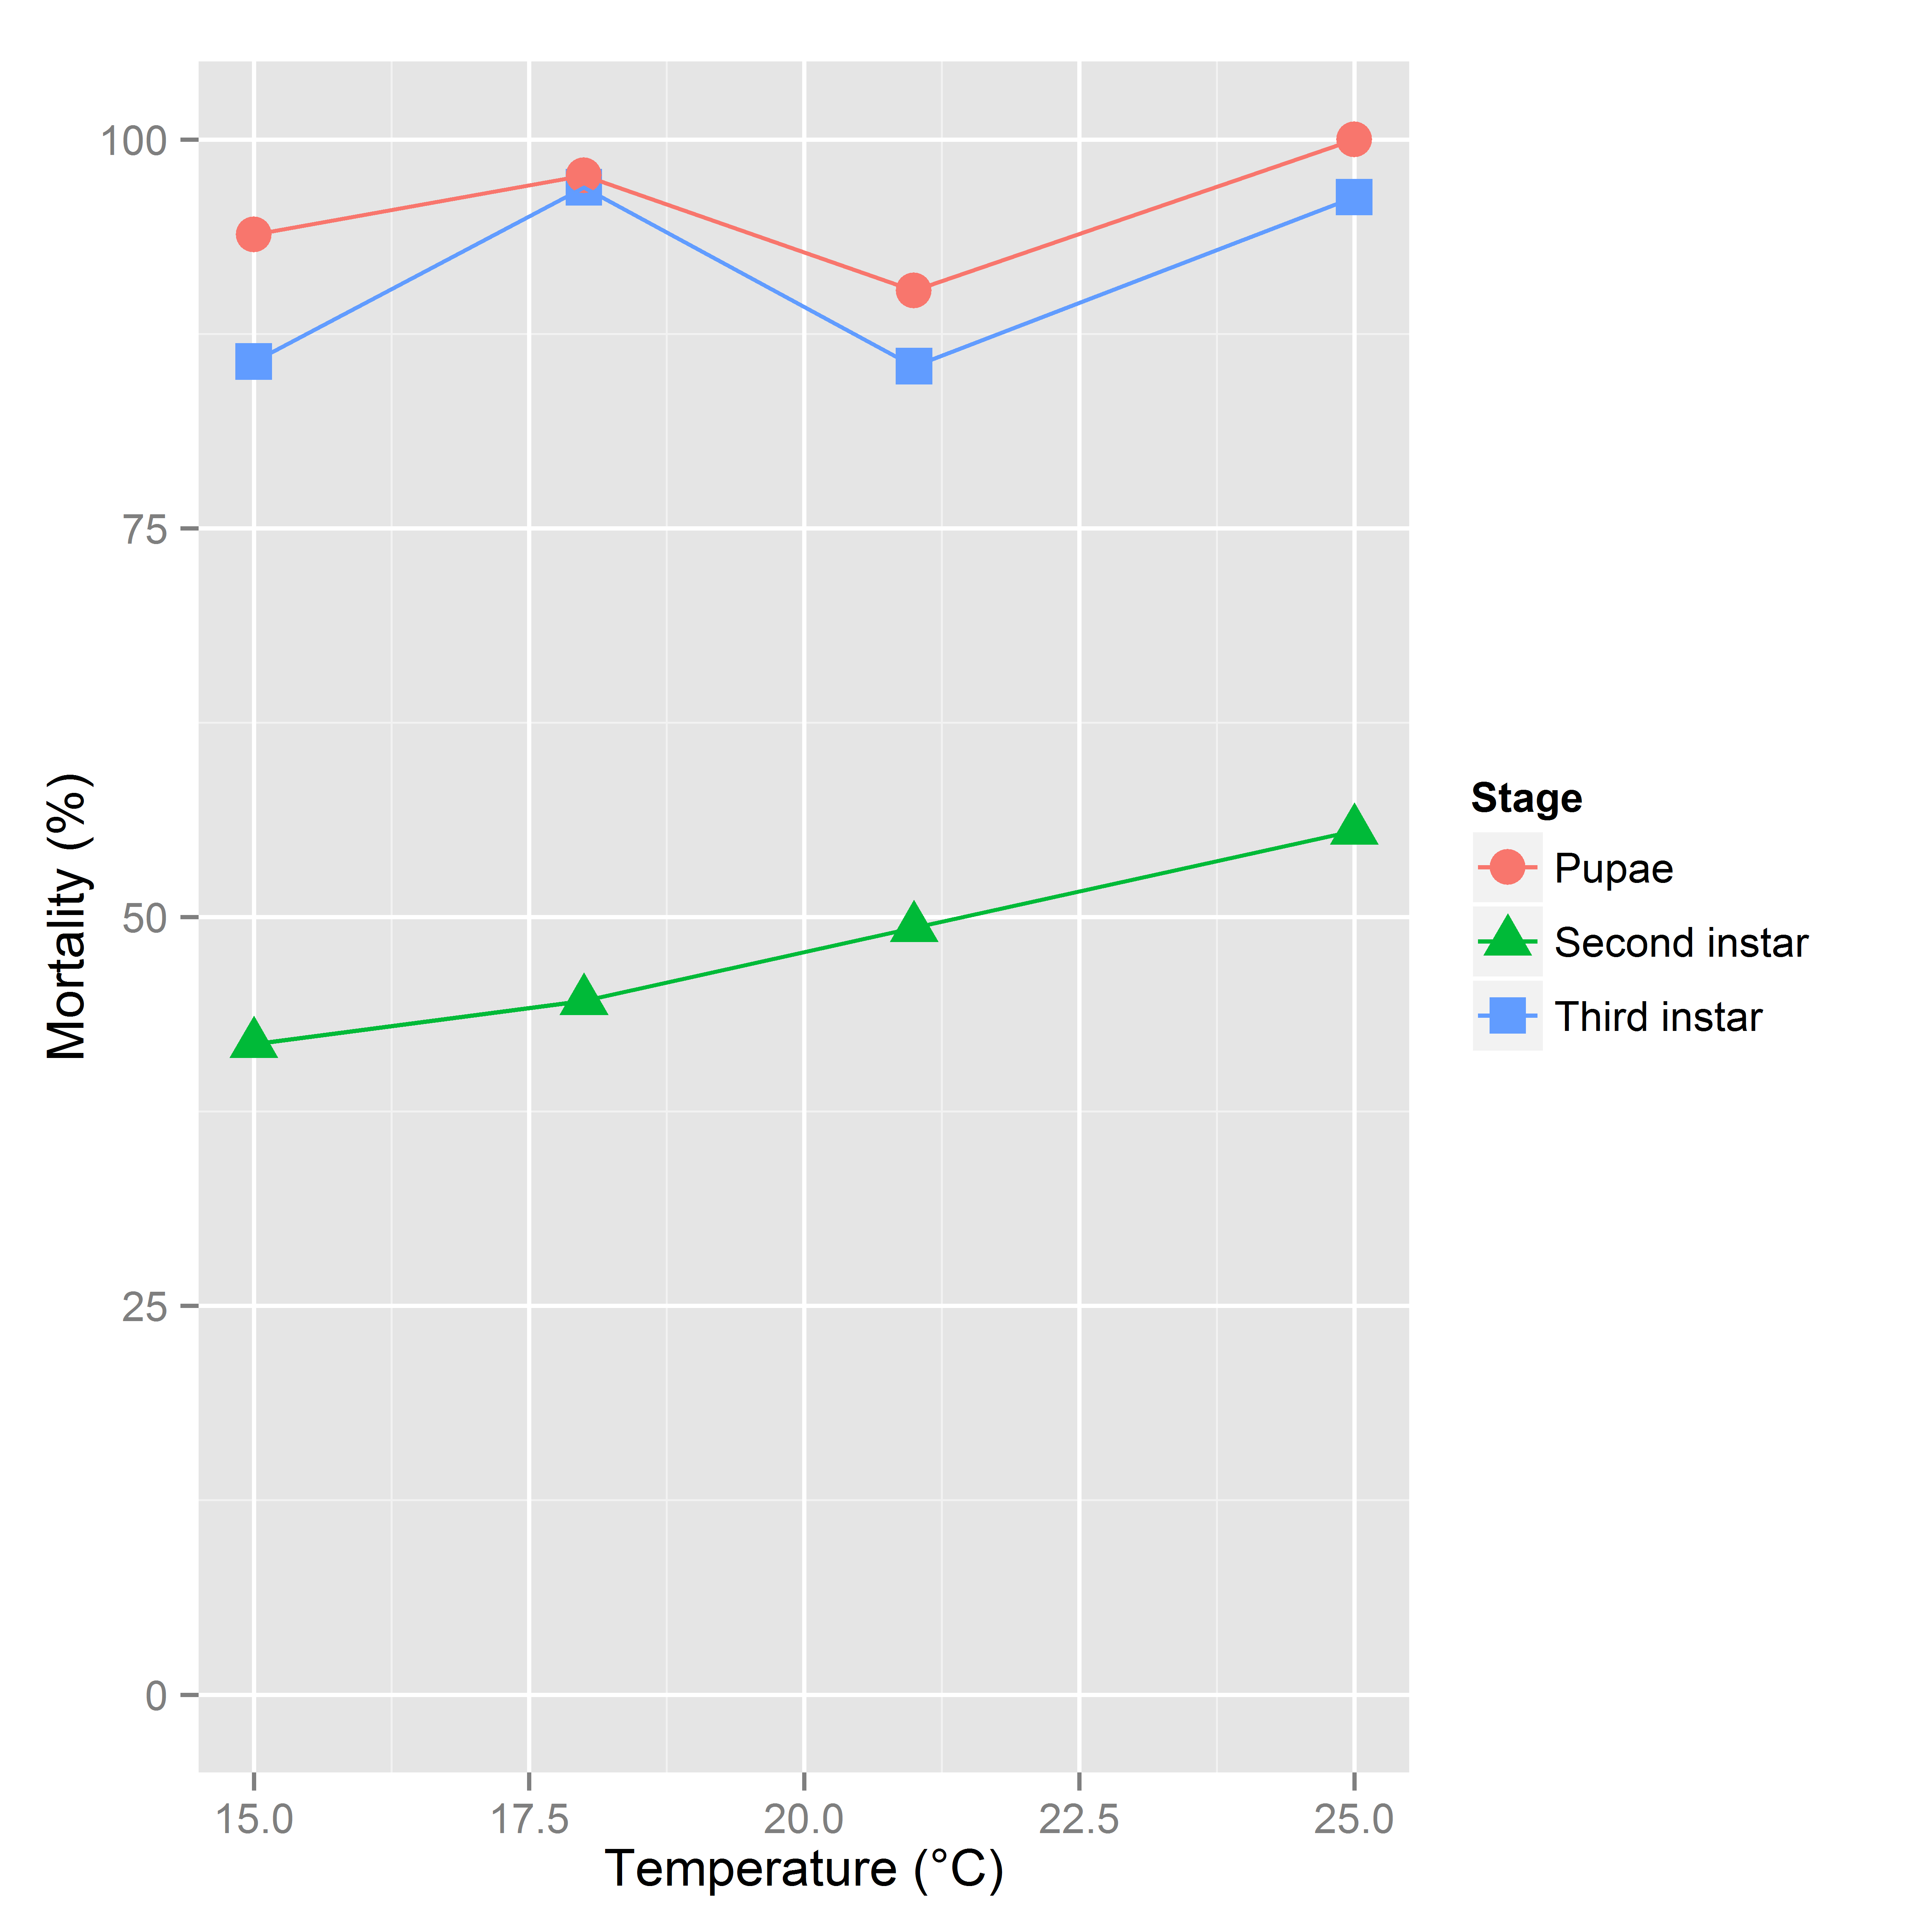 100
75
50
25
0
Mortality (%)
15.0 17.5 20.0 22.5 25.0
Temperature (°C)
Stage
Pupae
Second instar
Third instar